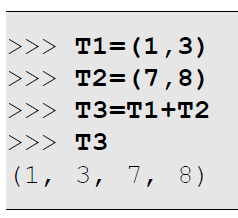 >>> T1=(1,3)
>>> T2=(7,8)
>>> T3=T1+T2
>>> T3
(1, 3, 7, 8)